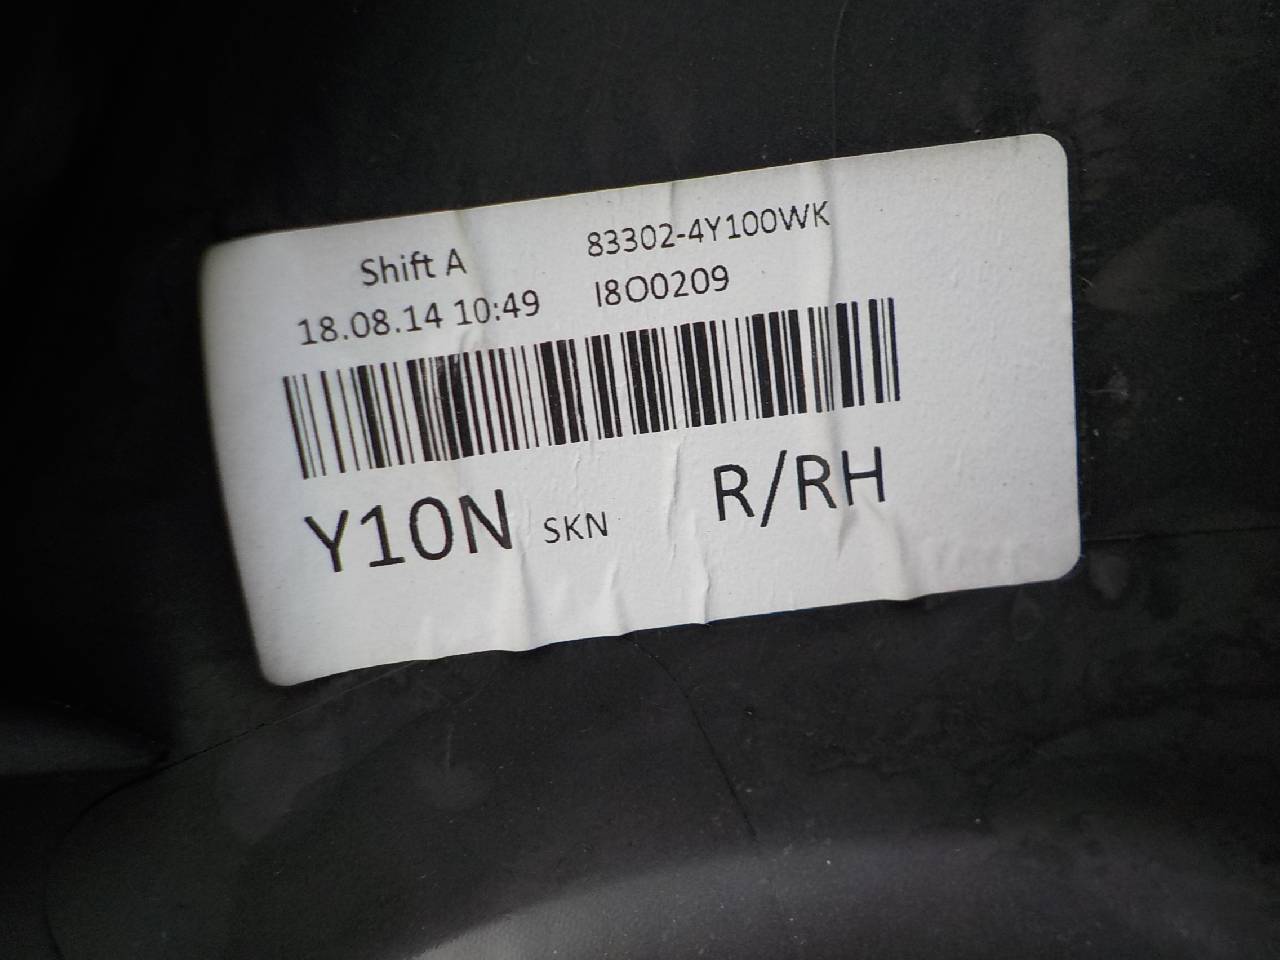 Shift A
83302-4Y100WK
18.08.14 10:49
I8O0209
Y10N SKN R/RH